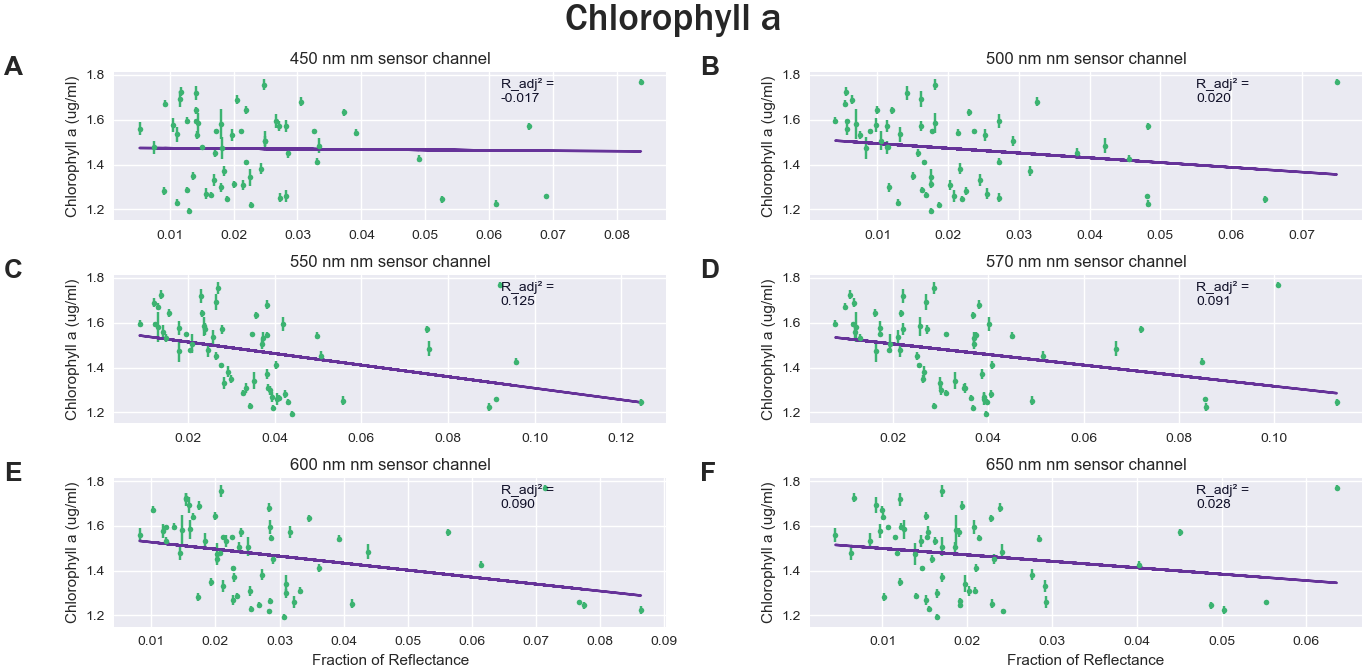 Chlorophyll a
A
450 nm nm sensor channel
Chlorophyll a (ug/ml)
1.8
1.6
1.4
1.2
R_adj² =
-0.017
0.01 0.02 0.03 0.04 0.05 0.06 0.07 0.08
B
500 nm nm sensor channel
Chlorophyll a (ug/ml)
1.8
1.6
1.4
1.2
R_adj² =
0.020
0.01 0.02 0.03 0.04 0.05 0.06 0.07
C
550 nm nm sensor channel
Chlorophyll a (ug/ml)
1.8
1.6
1.4
1.2
R_adj² =
0.125
0.02 0.04 0.06 0.08 0.10 0.12
D
570 nm nm sensor channel
Chlorophyll a (ug/ml)
1.8
1.6
1.4
1.2
R_adj² =
0.091
0.02 0.04 0.06 0.08 0.10
E
600 nm nm sensor channel
Chlorophyll a (ug/ml)
1.8
1.6
1.4
1.2
R_adj² =
0.090
0.01 0.02 0.03 0.04 0.05 0.06 0.07 0.08 0.09
Fraction of Reflectance
F
650 nm nm sensor channel
Chlorophyll a (ug/ml)
1.8
1.6
1.4
1.2
R_adj² =
0.028
0.01 0.02 0.03 0.04 0.05 0.06
Fraction of Reflectance